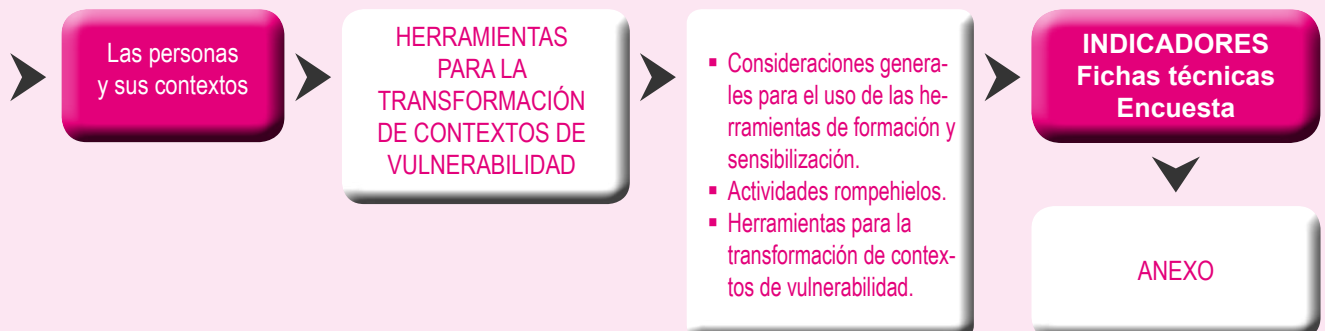 Las personas
y sus contextos
HERRAMIENTAS
PARA LA
TRANSFORMACIÓN
DE CONTEXTOS DE
VULNERABILIDAD
▪ Consideraciones genera-
les para el uso de las he-
rramientas de formación y
sensibilización.
▪ Actividades rompehielos.
▪ Herramientas para la
transformación de contex-
tos de vulnerabilidad.
INDICADORES
Fichas técnicas
Encuesta
ANEXO